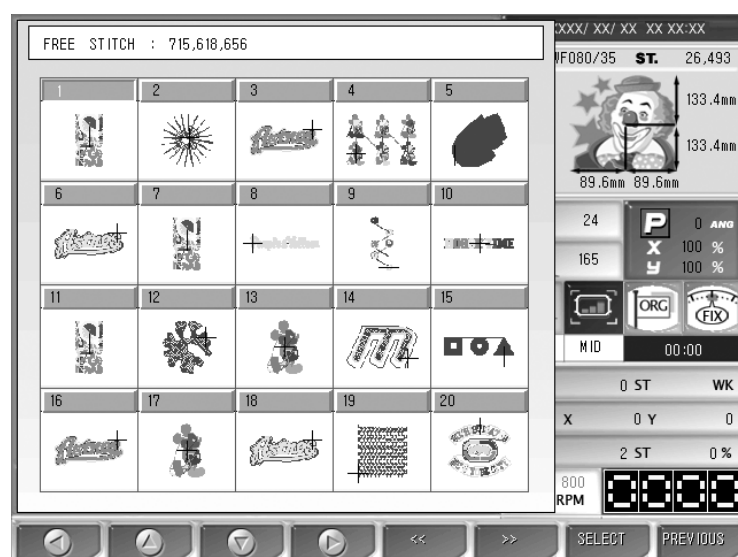 XXX/ XX/ XX XX XX:XX
FREE STITCH : 715,618,656
WF080/35 ST. 26,493
133.4mm
133.4mm
89.6mm 89.6mm
1 2 3 4 5
6 7 8 9 10
11 12 13 14 15
16 17 18 19 20
24 P 0 ANG
X 100 %
165 y 100 %
ORG FIX
MID 00:00
0 ST WK
X 0 Y 0
2 ST 0 %
800
RPM
<< >> SELECT PREVIOUS